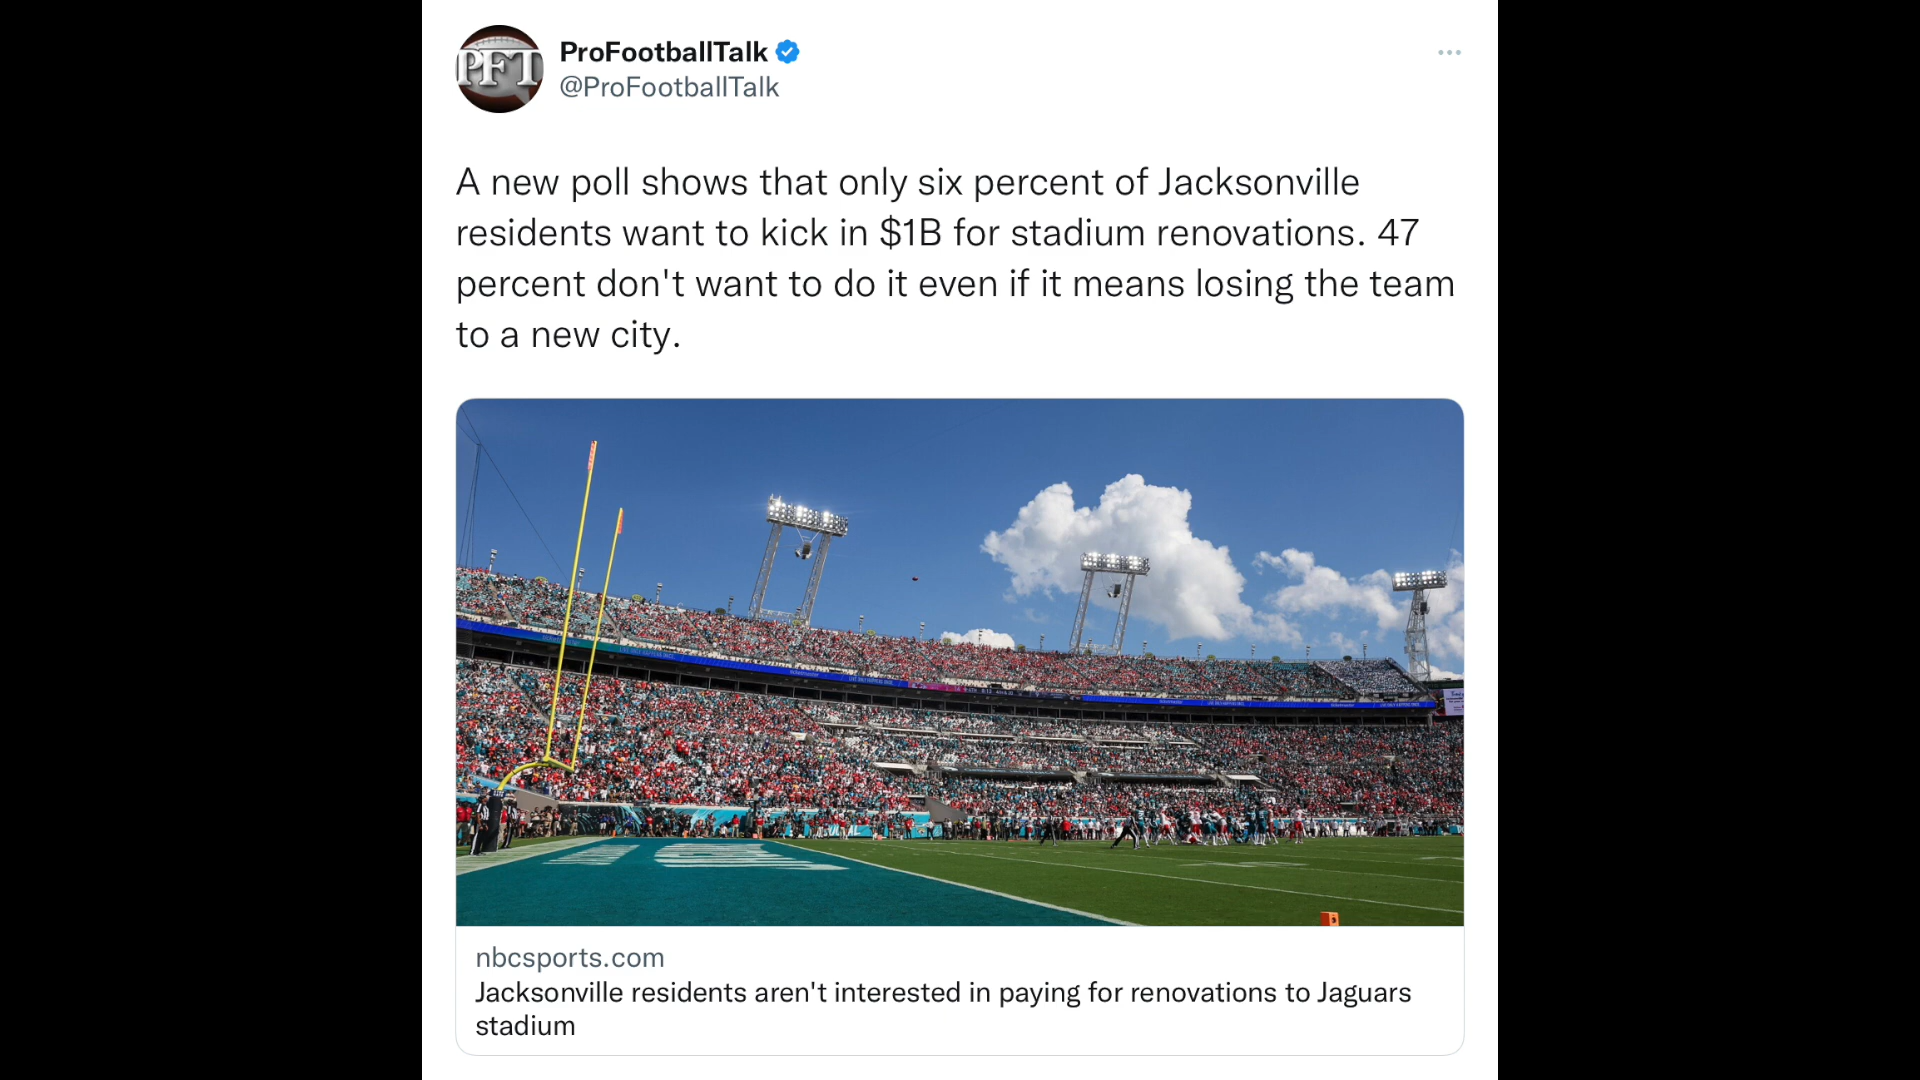 PFT
ProFootballTalk
@ProFootballTalk
A new poll shows that only six percent of Jacksonville
residents want to kick in $1B for stadium renovations. 47
percent don't want to do it even if it means losing the team
to a new city.
nbcsports.com
Jacksonville residents aren't interested in paying for renovations to Jaguars
stadium